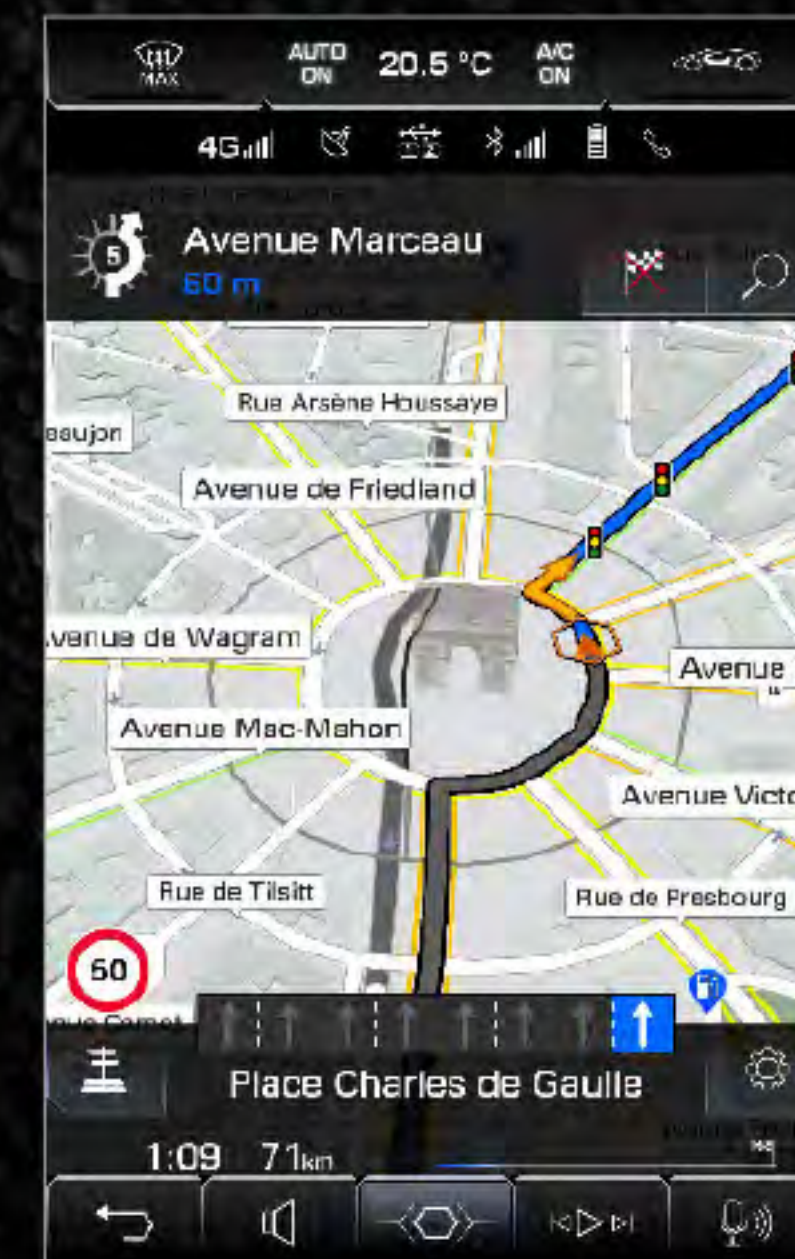 MAX
AUTO
ON
20.5 °C
A/C
ON
4G
5
Avenue Marceau
60 m
Rue Arsène Houssaye
eaujon
Avenue de Friedland
venue de Wagram
Avenue
Avenue Mac-Mahon
Avenue Victo
Rue de Tilsitt
Rue de Presbourg
50
Place Charles de Gaulle
1:09 71km